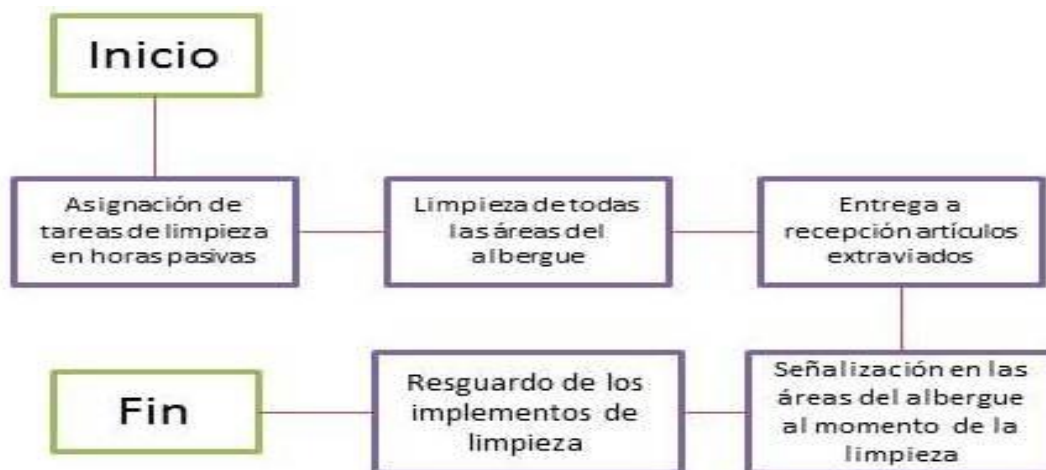 Inicio
Asignación de
tareas de limpieza
en horas pasivas
Limpieza de todas
las áreas del
albergue
Entrega a
recepción artículos
extraviados
Señalización en las
áreas del albergue
al momento de la
limpieza
Resguardo de los
implementos de
limpieza
Fin